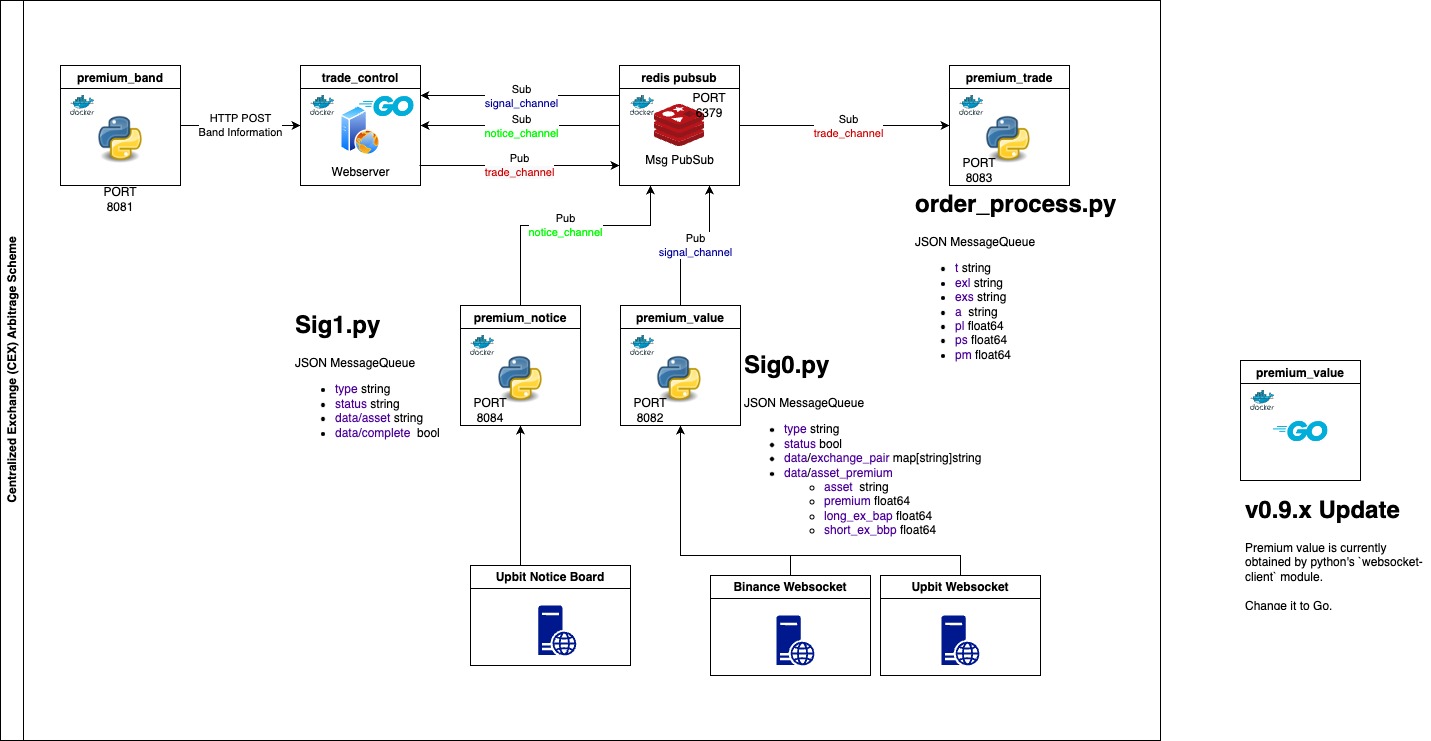 Centralized Exchange (CEX) Arbitrage Scheme
premium_band
docker
PORT
8081
HTTP POST
Band Information
trade_control
docker
GO
Webserver
Sub
signal_channel
Sub
notice_channel
Pub
trade_channel
redis pubsub
docker
PORT
6379
Msg PubSub
Sub
trade_channel
premium_trade
docker
PORT
8083
order_process.py
JSON MessageQueue
t string
exl string
exs string
a string
pl float64
ps float64
pm float64
Pub
notice_channel
Pub
signal_channel
Sig1.py
JSON MessageQueue
type string
status string
data/asset string
data/complete bool
premium_notice
docker
PORT
8084
premium_value
docker
PORT
8082
Sig0.py
JSON MessageQueue
type string
status bool
data/exchange_pair map[string]string
data/asset_premium
asset string
premium float64
long_ex_bap float64
short_ex_bbp float64
Upbit Notice Board
Binance Websocket
Upbit Websocket
premium_value
docker
GO
v0.9.x Update
Premium value is currently
obtained by python's `websocket-
client` module.
Change it to Go.